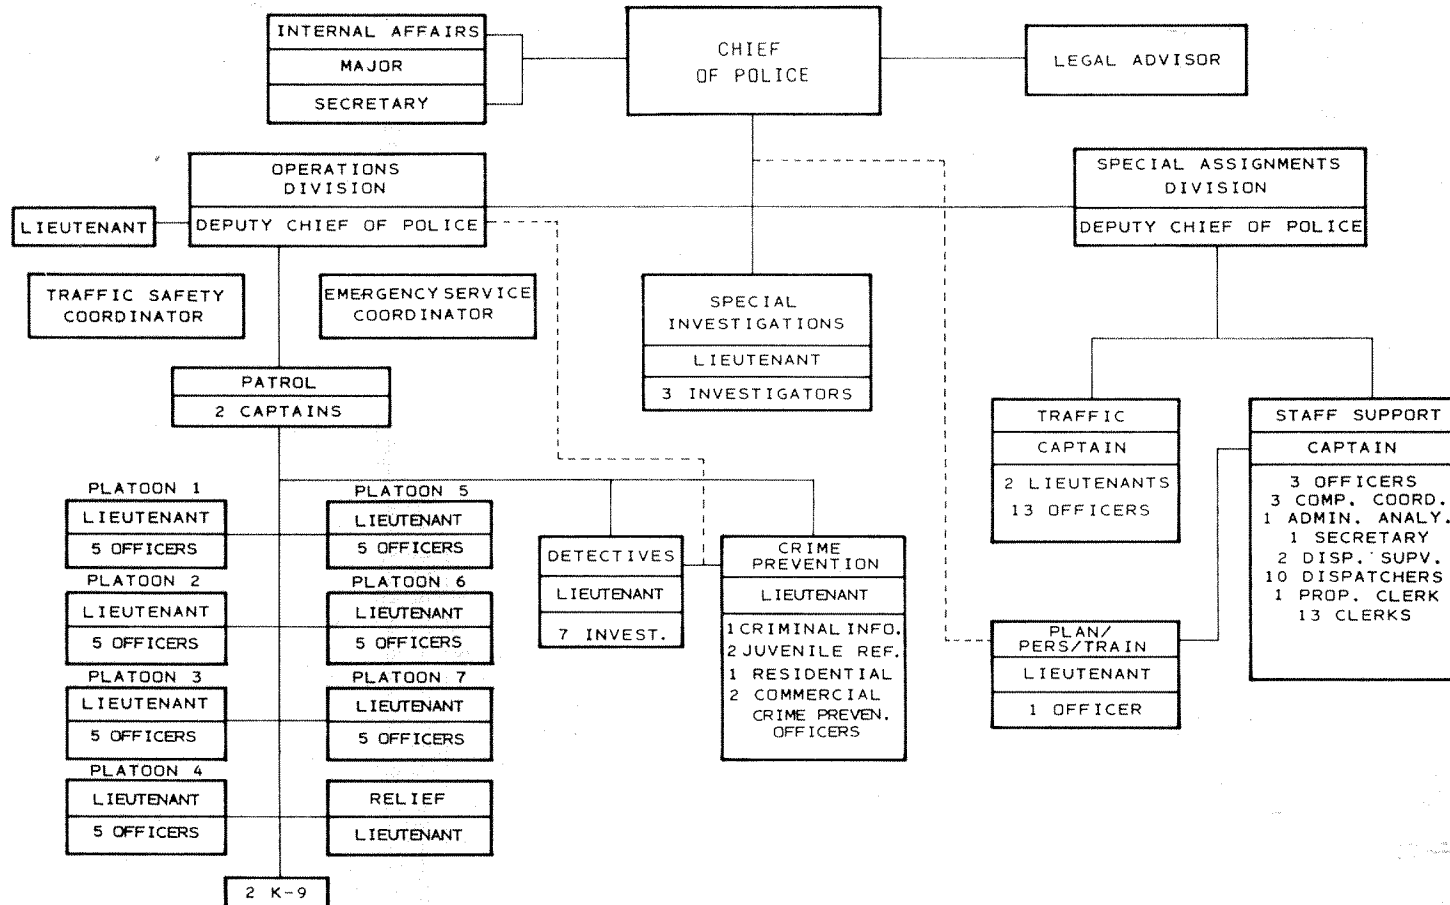 INTERNAL AFFAIRS
MAJOR
SECRETARY
CHIEF
OF POLICE
LEGAL ADVISOR
OPERATIONS
DIVISION
DEPUTY CHIEF OF POLICE
LIEUTENANT
SPECIAL ASSIGNMENTS
DIVISION
DEPUTY CHIEF OF POLICE
TRAFFIC SAFETY
COORDINATOR
EMERGENCY SERVICE
COORDINATOR
SPECIAL
INVESTIGATIONS
LIEUTENANT
3 INVESTIGATORS
PATROL
2 CAPTAINS
TRAFFIC
CAPTAIN
2 LIEUTENANTS
13 OFFICERS
STAFF SUPPORT
CAPTAIN
3 OFFICERS
3 COMP. COORD.
1 ADMIN. ANALY.
1 SECRETARY
2 DISP. SUPV.
10 DISPATCHERS
1 PROP. CLERK
13 CLERKS
PLATOON 1
LIEUTENANT
5 OFFICERS
PLATOON 5
LIEUTENANT
5 OFFICERS
PLATOON 2
LIEUTENANT
5 OFFICERS
PLATOON 6
LIEUTENANT
5 OFFICERS
PLATOON 3
LIEUTENANT
5 OFFICERS
PLATOON 7
LIEUTENANT
5 OFFICERS
PLATOON 4
LIEUTENANT
5 OFFICERS
RELIEF
LIEUTENANT
2 K-9
DETECTIVES
LIEUTENANT
7 INVEST.
CRIME
PREVENTION
LIEUTENANT
1 CRIMINAL INFO.
2 JUVENILE REF.
1 RESIDENTIAL
2 COMMERCIAL
CRIME PREVEN.
OFFICERS
PLAN/
PERS/TRAIN
LIEUTENANT
1 OFFICER